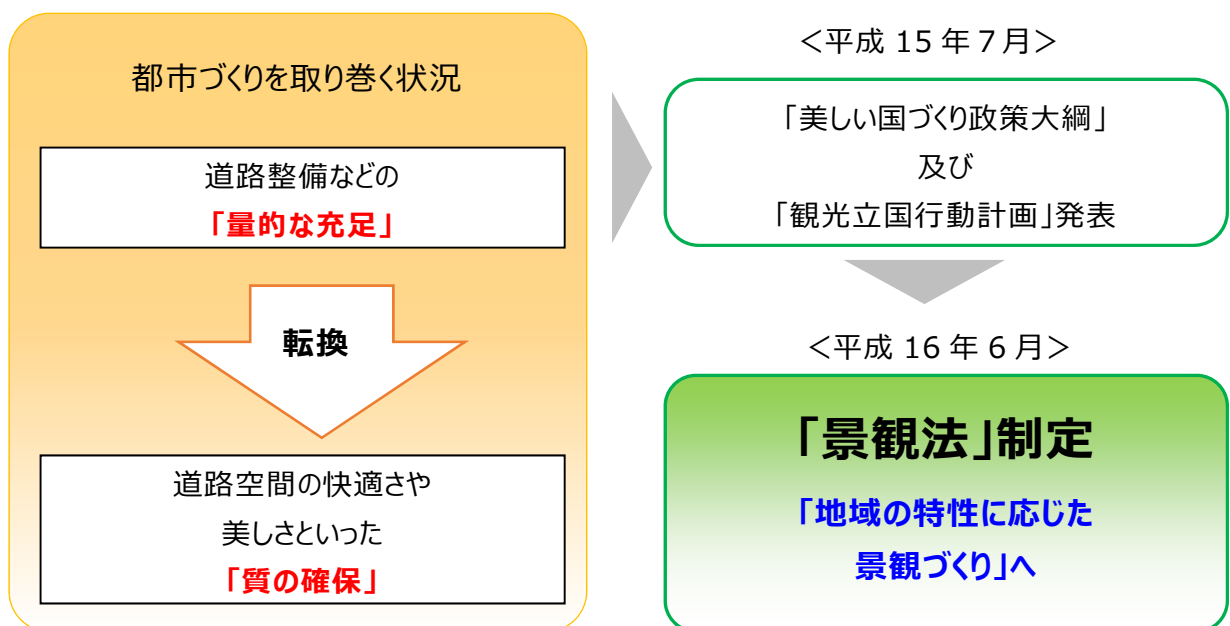 都市づくりを取り巻く状況
道路整備などの
「量的な充足」
転換
道路空間の快適さや
美しさといった
「質の確保」
＜平成 15 年 7 月＞
「美しい国づくり政策大綱」
及び
「観光立国行動計画」発表
＜平成 16 年 6 月＞
「景観法」制定
「地域の特性に応じた
景観づくり」へ